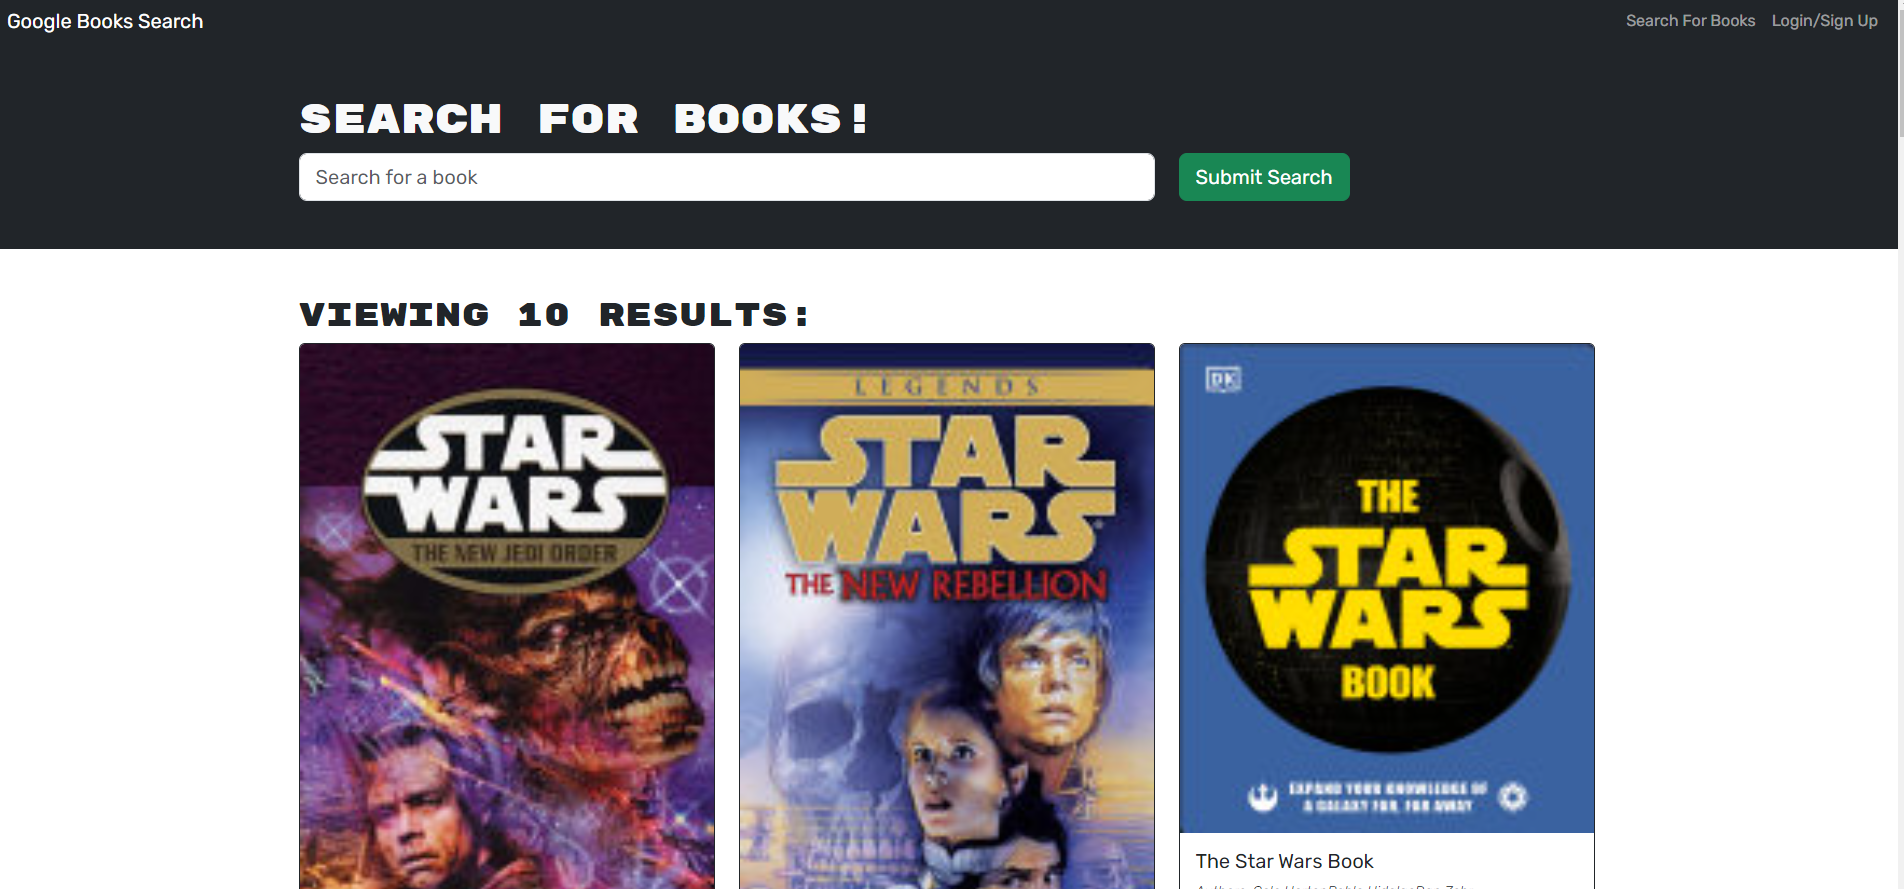 Google Books Search
Search For Books
Login/Sign Up
SEARCH FOR BOOKS!
Search for a book
Submit Search
VIEWING 10 RESULTS:
STAR
WARS
THE NEW JEDI ORDER
LEGENDS
STAR
WARS
THE NEW REBELLION
DK
THE
STAR
WARS
BOOK
EXPAND YOUR KNOWLEDGE OF
A GALAXY FAR, FAR AWAY
The Star Wars Book